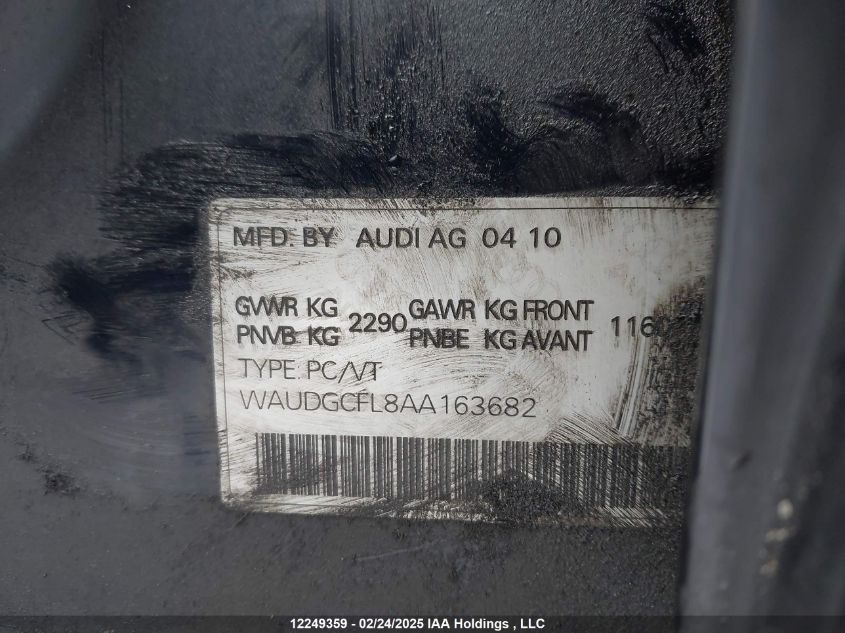 MFD. BY AUDI AG 04 10
GVWR KG 2290 GAWR KG FRONT
PNVB KG PNBE KG AVANT
TYPE. PC/VT
WAUDGCFL8AA163682
12249359 - 02/24/2025 IAA Holdings , LLC